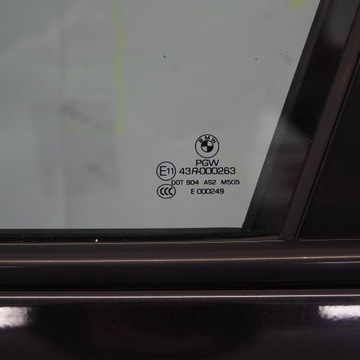 BMW
PGW
E11 43R-000263
DOT 904 AS2 M505
CCC E 000249